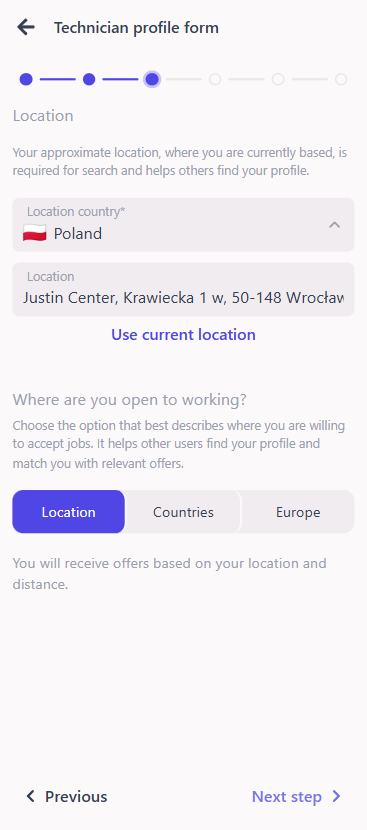 Technician profile form
Location
Your approximate location, where you are currently based, is
required for search and helps others find your profile.
Location country*
Poland
Location
Justin Center, Krawiecka 1 w, 50-148 Wrocław
Use current location
Where are you open to working?
Choose the option that best describes where you are willing
to accept jobs. It helps other users find your profile and
match you with relevant offers.
Location
Countries
Europe
You will receive offers based on your location and
distance.
Previous
Next step